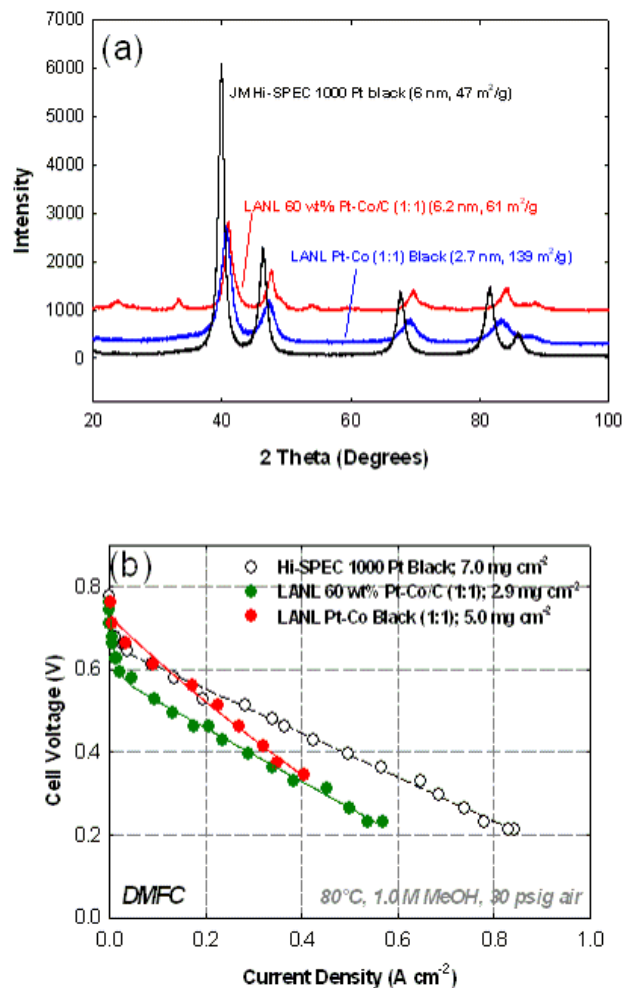 (a)
7000
6000
5000
4000
3000
2000
1000
0
Intensity
JM Hi-SPEC 1000 Pt black (6 nm, 47 m²/g)
LANL 60 wt% Pt-Co/C (1:1) (6.2 nm, 61 m²/g
LANL Pt-Co (1:1) Black (2.7 nm, 139 m²/g)
20 40 60 80 100
2 Theta (Degrees)
(b)
Hi-SPEC 1000 Pt Black; 7.0 mg cm⁻²
LANL 60 wt% Pt-Co/C (1:1); 2.9 mg cm⁻²
LANL Pt-Co Black (1:1); 5.0 mg cm⁻²
0.8
0.6
0.4
0.2
0.0
Cell Voltage (V)
DMFC
80°C, 1.0 M MeOH, 30 psig air
0.0 0.2 0.4 0.6 0.8 1.0
Current Density (A cm⁻²)